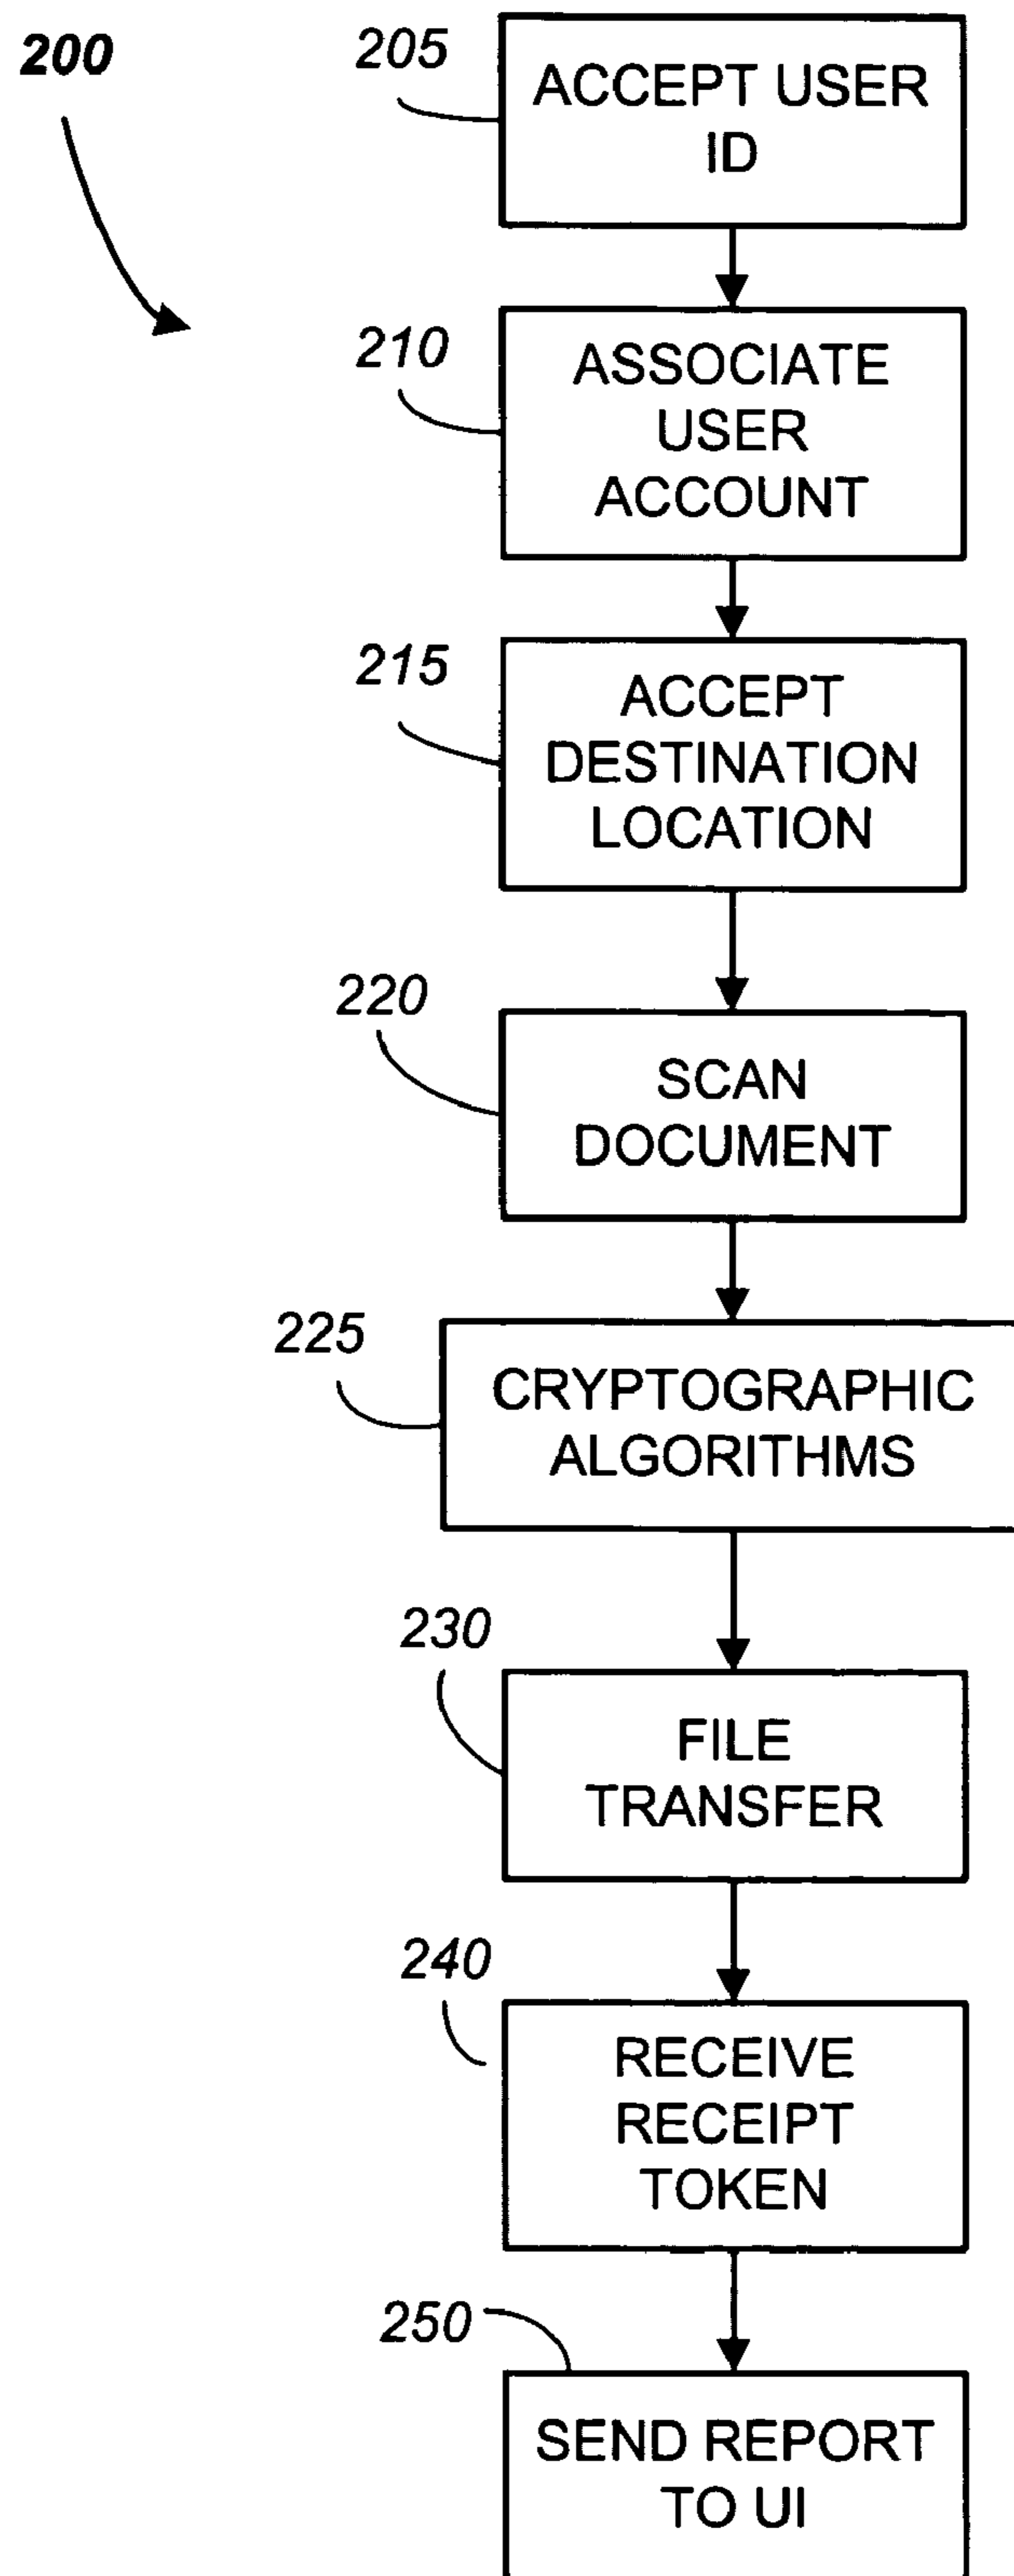 200
205
ACCEPT USER
ID
210
ASSOCIATE
USER
ACCOUNT
215
ACCEPT
DESTINATION
LOCATION
220
SCAN
DOCUMENT
225
CRYPTOGRAPHIC
ALGORITHMS
230
FILE
TRANSFER
240
RECEIVE
RECEIPT
TOKEN
250
SEND REPORT
TO UI